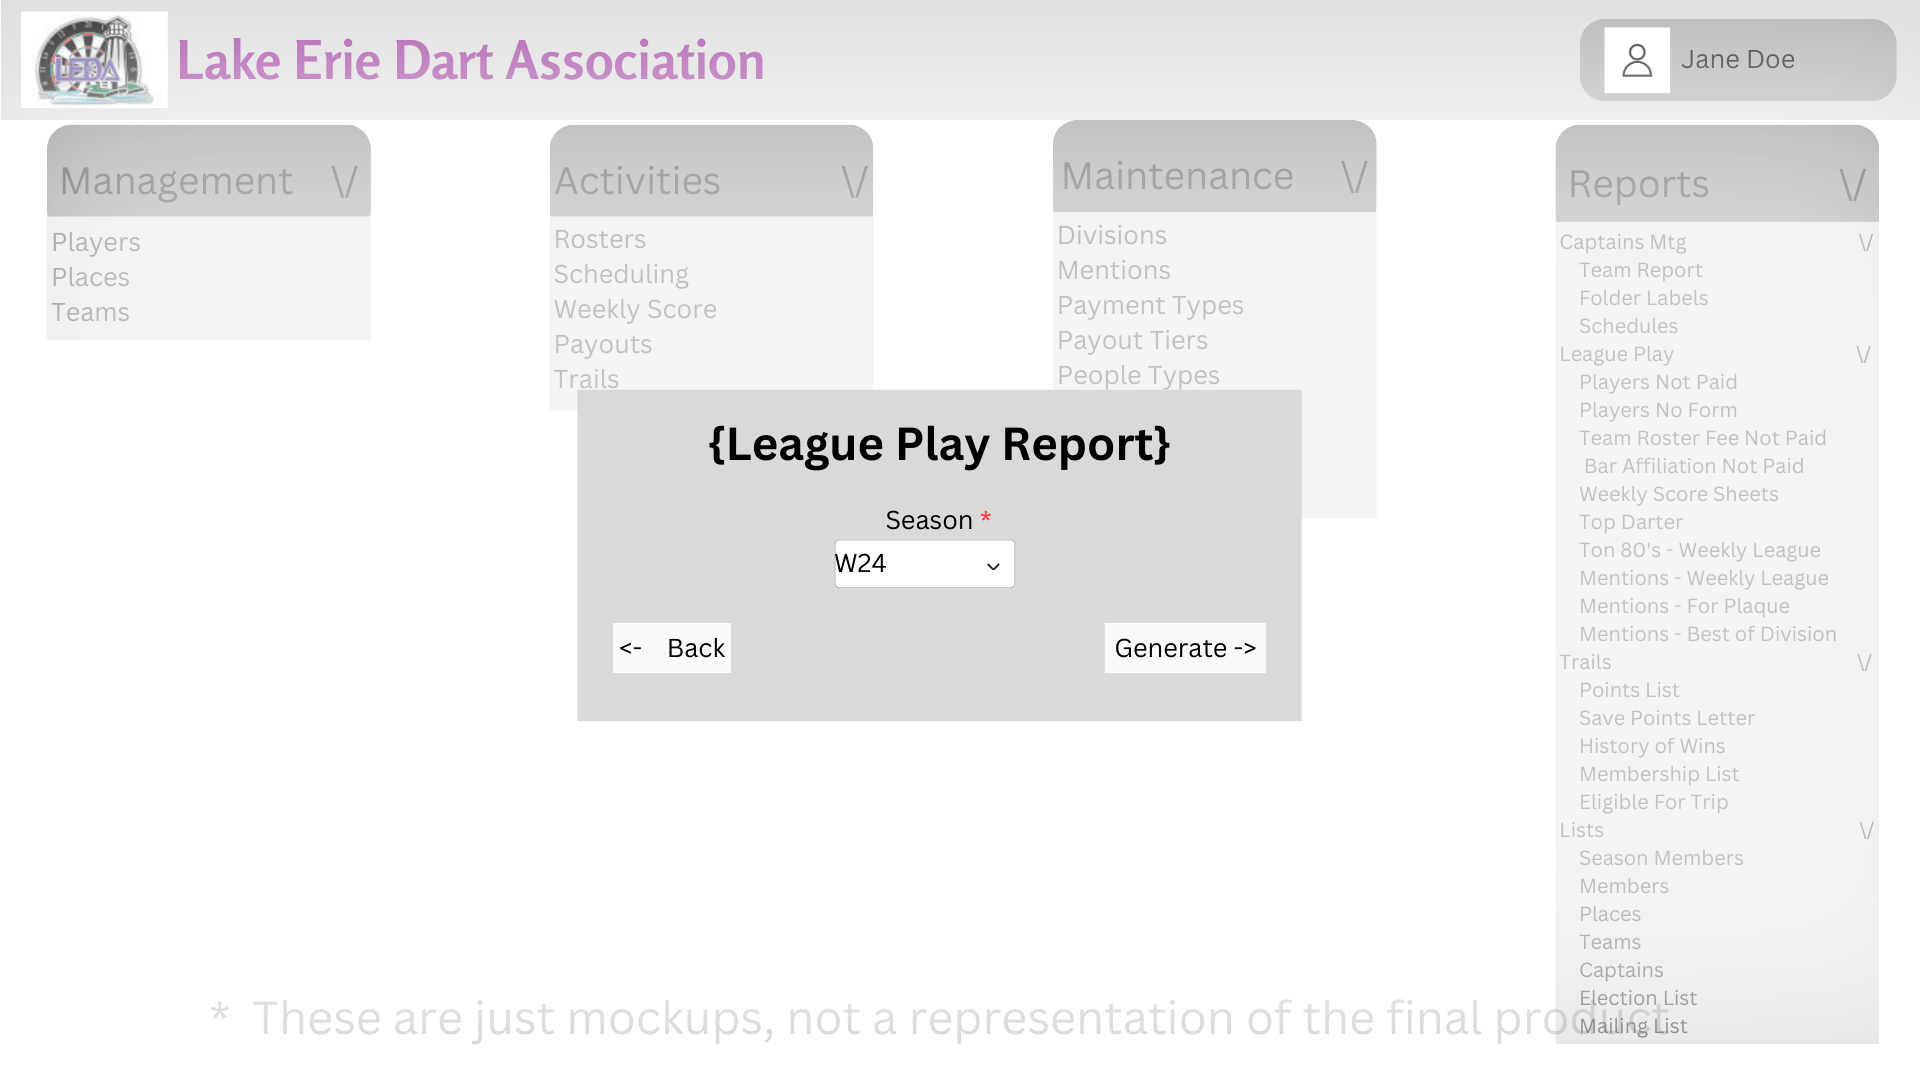 LEDA
Lake Erie Dart Association
Jane Doe
Management \/
Players
Places
Teams
Activities \/
Rosters
Scheduling
Weekly Score
Payouts
Trails
Maintenance \/
Divisions
Mentions
Payment Types
Payout Tiers
People Types
Reports \/
Captains Mtg \/
Team Report
Folder Labels
Schedules
League Play \/
Players Not Paid
Players No Form
Team Roster Fee Not Paid
Bar Affiliation Not Paid
Weekly Score Sheets
Top Darter
Ton 80's - Weekly League
Mentions - Weekly League
Mentions - For Plaque
Mentions - Best of Division
Trails \/
Points List
Save Points Letter
History of Wins
Membership List
Eligible For Trip
Lists \/
Season Members
Members
Places
Teams
Captains
Election List
Mailing List
{League Play Report}
Season *
W24
<- Back
Generate ->
* These are just mockups, not a representation of the final product